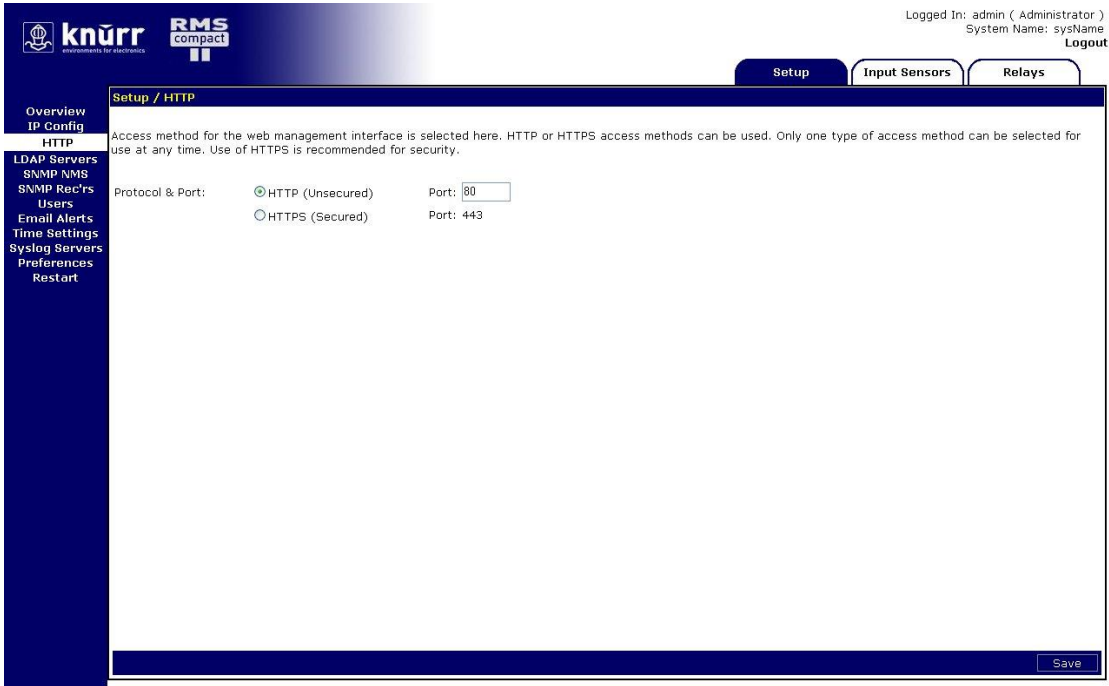 knürr
environments for electronics
RMS
compact
Logged In: admin ( Administrator )
System Name: sysName
Logout
Setup
Input Sensors
Relays
Overview
IP Config
HTTP
LDAP Servers
SNMP NMS
SNMP Rec'rs
Users
Email Alerts
Time Settings
Syslog Servers
Preferences
Restart
Setup / HTTP
Access method for the web management interface is selected here. HTTP or HTTPS access methods can be used. Only one type of access method can be selected for
use at any time. Use of HTTPS is recommended for security.
Protocol & Port: HTTP (Unsecured) Port: 80
HTTPS (Secured) Port: 443
Save